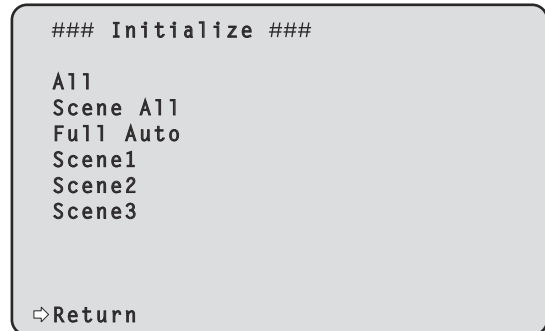 ### Initialize ###
All
Scene All
Full Auto
Scene1
Scene2
Scene3
⇨Return